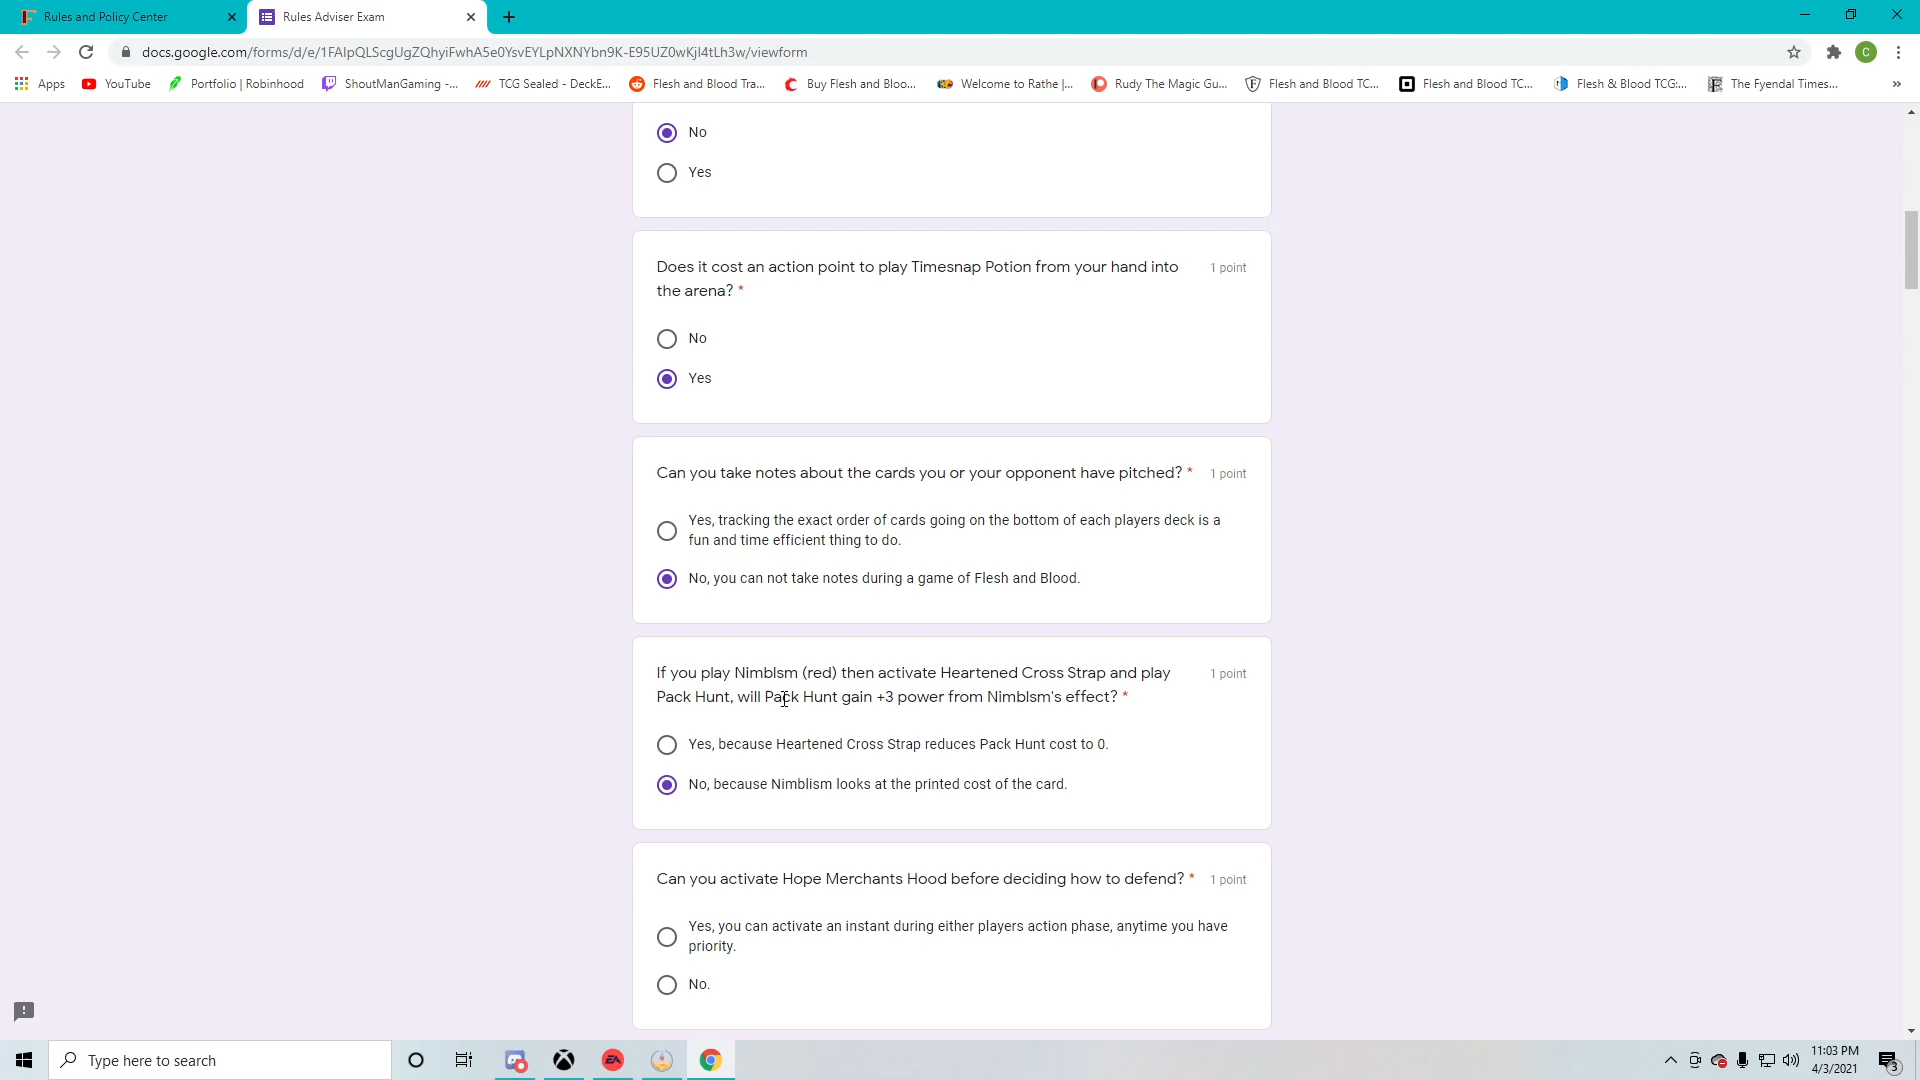 Rules and Policy Center
Rules Adviser Exam
docs.google.com/forms/d/e/1FAIpQLScgUgZQhyiFwhA5e0YsvEYLpNXNYbn9K-E95UZ0wKjI4tLh3w/viewform
C
Apps
YouTube
Portfolio | Robinhood
ShoutManGaming -...
TCG Sealed - DeckE...
Flesh and Blood Tra...
Buy Flesh and Bloo...
Welcome to Rathe |...
Rudy The Magic Gu...
Flesh and Blood TC...
Flesh and Blood TC...
Flesh & Blood TCG:...
The Fyendal Times...
»
No
Yes
Does it cost an action point to play Timesnap Potion from your hand into
the arena? *
1 point
No
Yes
Can you take notes about the cards you or your opponent have pitched? *
1 point
Yes, tracking the exact order of cards going on the bottom of each players deck is a
fun and time efficient thing to do.
No, you can not take notes during a game of Flesh and Blood.
If you play Nimblsm (red) then activate Heartened Cross Strap and play
Pack Hunt, will Pack Hunt gain +3 power from Nimblsm's effect? *
1 point
Yes, because Heartened Cross Strap reduces Pack Hunt cost to 0.
No, because Nimblism looks at the printed cost of the card.
Can you activate Hope Merchants Hood before deciding how to defend? *
1 point
Yes, you can activate an instant during either players action phase, anytime you have
priority.
No.
Type here to search
EA
11:03 PM
4/3/2021
3